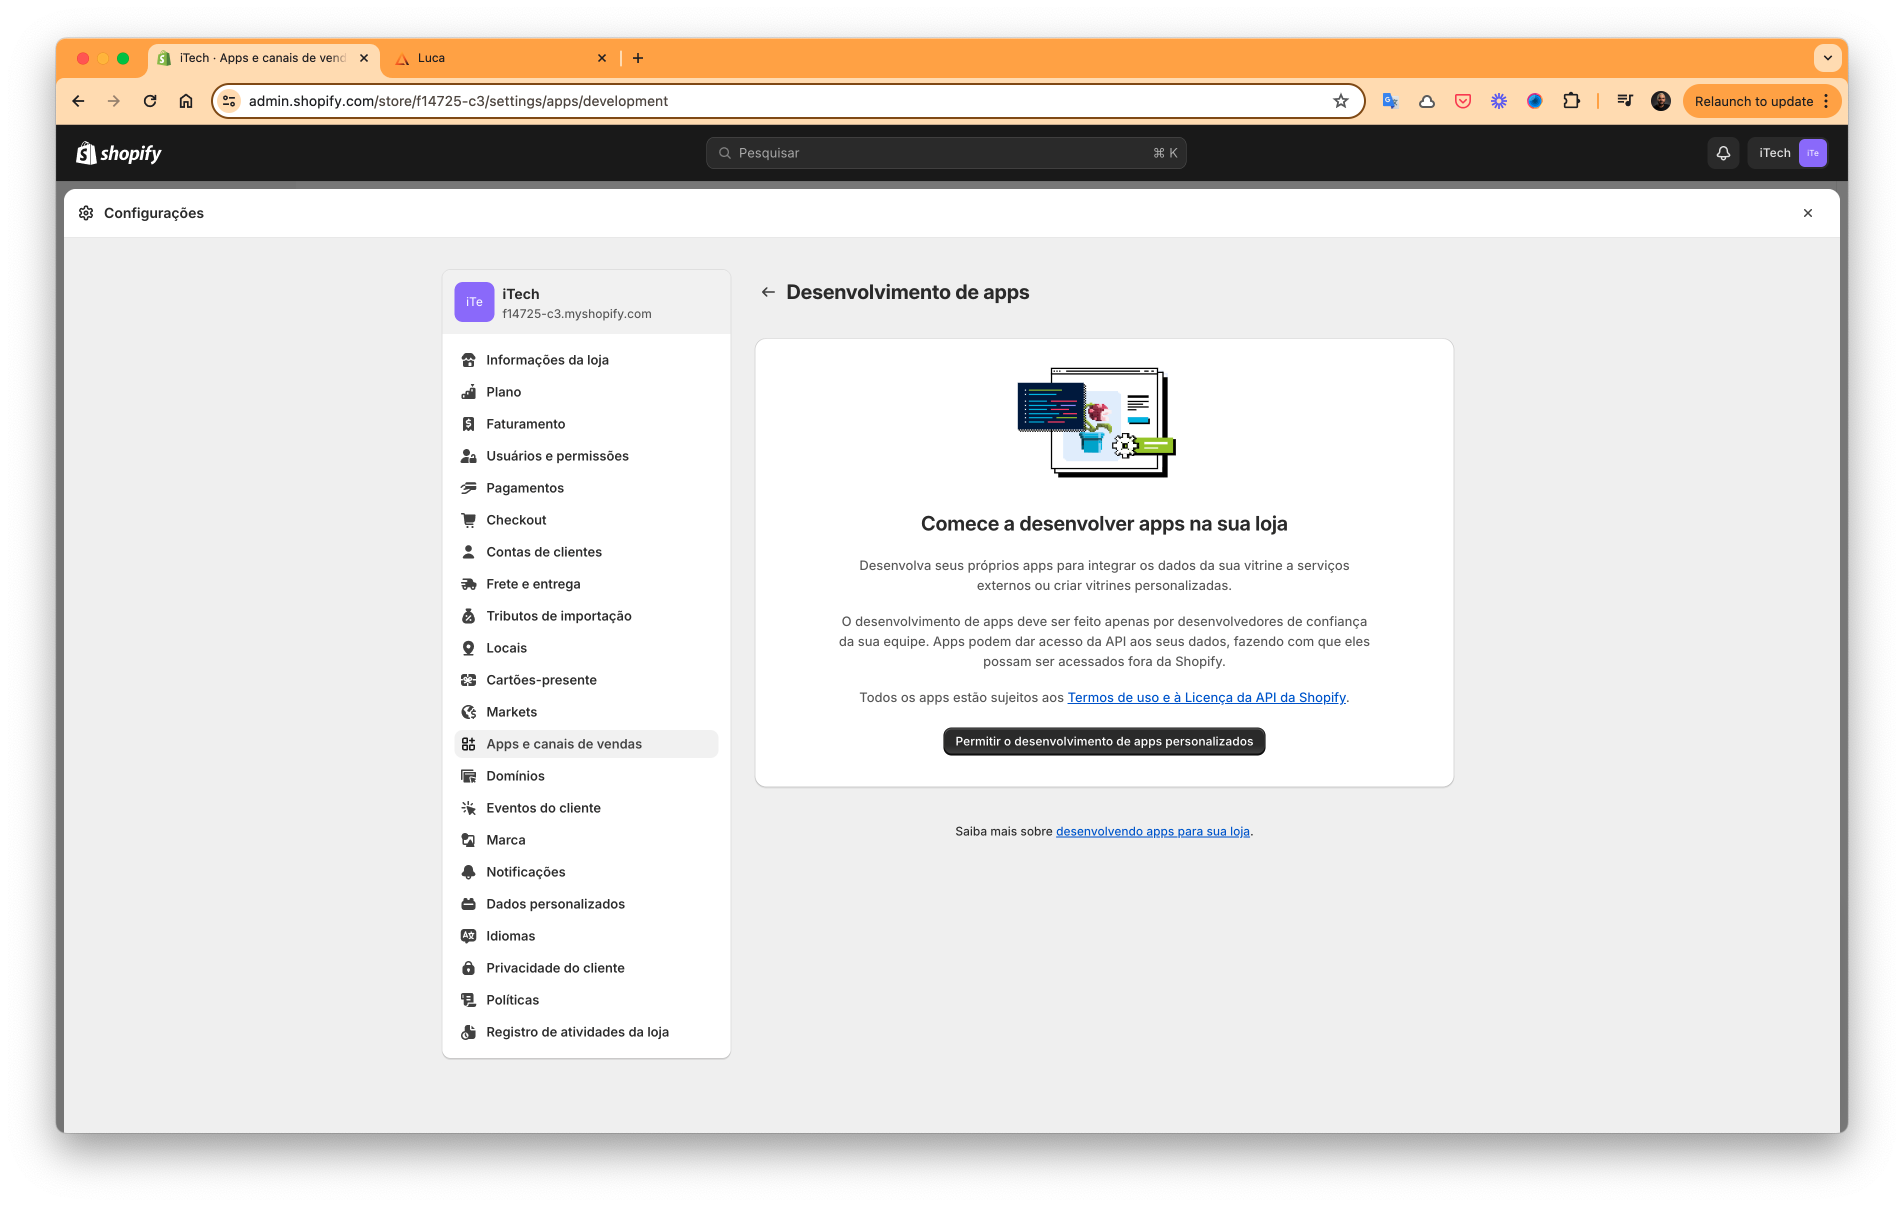 iTech · Apps e canais de vend
Luca
admin.shopify.com/store/f14725-c3/settings/apps/development
Relaunch to update
shopify
Pesquisar
⌘ K
iTech
iTe
Configurações
iTe
iTech
f14725-c3.myshopify.com
Informações da loja
Plano
Faturamento
Usuários e permissões
Pagamentos
Checkout
Contas de clientes
Frete e entrega
Tributos de importação
Locais
Cartões-presente
Markets
Apps e canais de vendas
Domínios
Eventos do cliente
Marca
Notificações
Dados personalizados
Idiomas
Privacidade do cliente
Políticas
Registro de atividades da loja
Desenvolvimento de apps
Comece a desenvolver apps na sua loja
Desenvolva seus próprios apps para integrar os dados da sua vitrine a serviços
externos ou criar vitrines personalizadas.
O desenvolvimento de apps deve ser feito apenas por desenvolvedores de confiança
da sua equipe. Apps podem dar acesso da API aos seus dados, fazendo com que eles
possam ser acessados fora da Shopify.
Todos os apps estão sujeitos aos Termos de uso e à Licença da API da Shopify.
Permitir o desenvolvimento de apps personalizados
Saiba mais sobre desenvolvendo apps para sua loja.